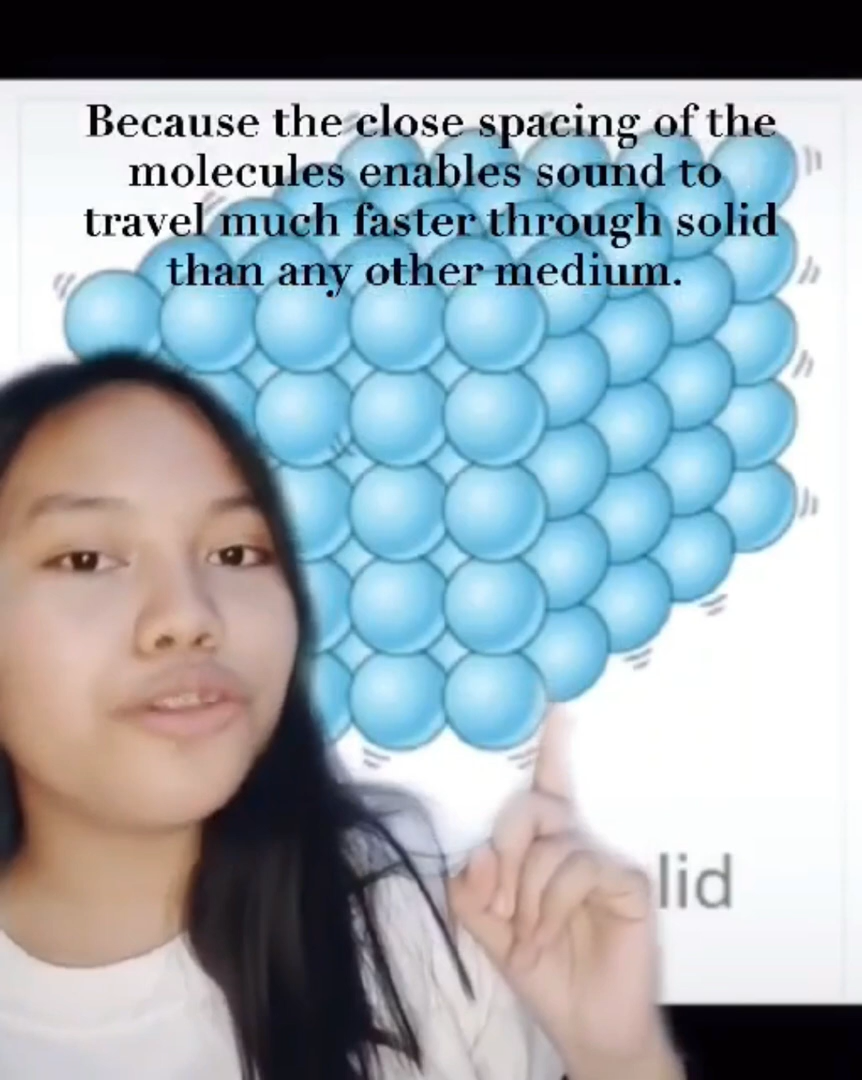 Because the close spacing of the
molecules enables sound to
travel much faster through solid
than any other medium.
lid